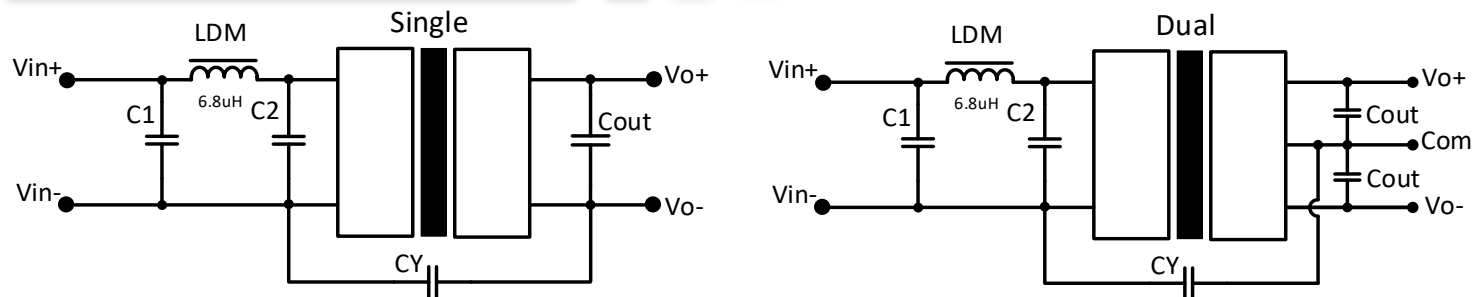 Single
LDM
Vin+
Vo+
6.8uH
C1
C2
Cout
Vin-
Vo-
CY
Dual
LDM
Vin+
Vo+
6.8uH
C1
C2
Cout
Com
Cout
Vin-
Vo-
CY